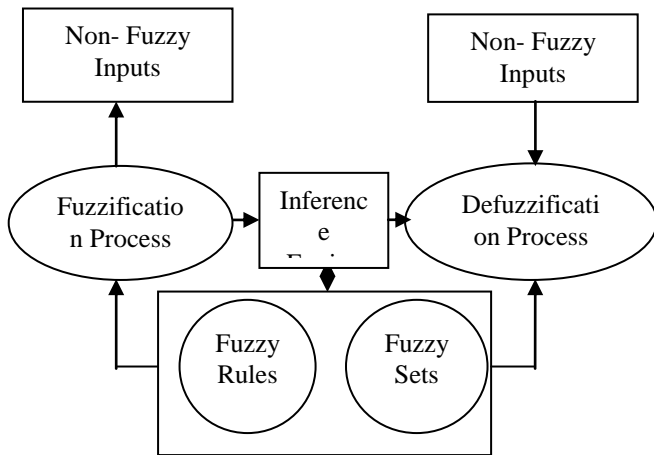 Non- Fuzzy
Inputs
Non- Fuzzy
Inputs
Fuzzificatio
n Process
Inferenc
e
Defuzzificati
on Process
Fuzzy
Rules
Fuzzy
Sets